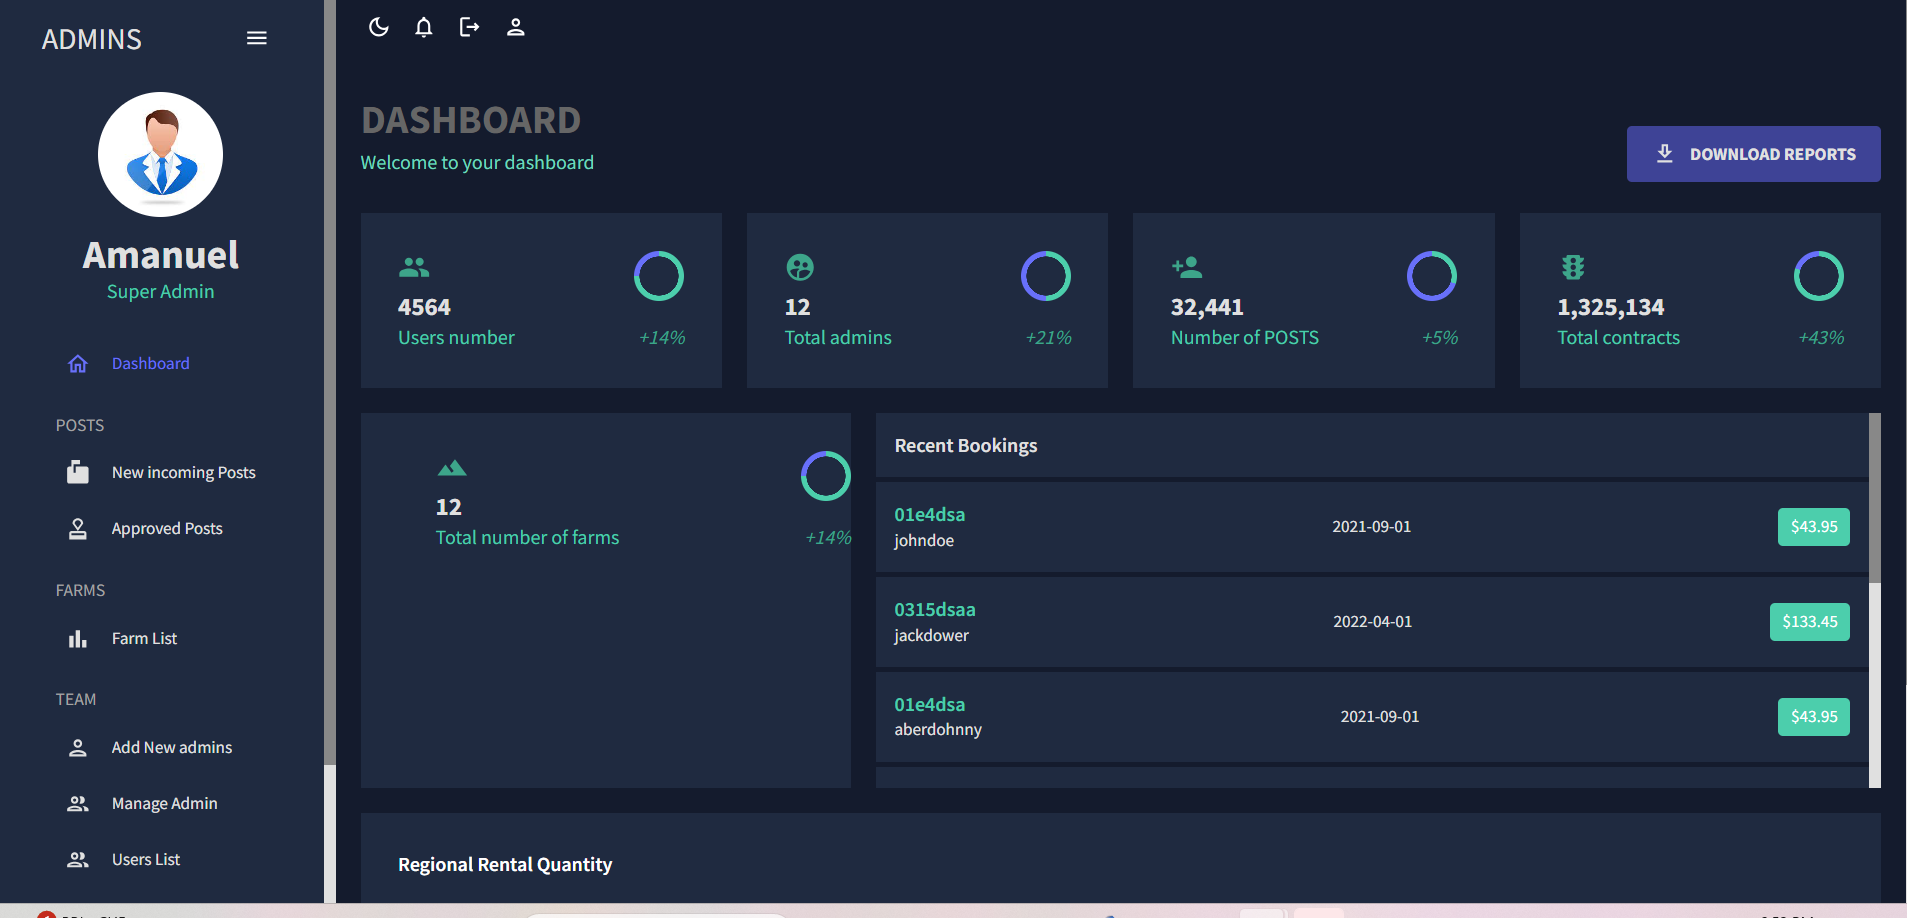 ADMINS
Amanuel
Super Admin
Dashboard
POSTS
New incoming Posts
Approved Posts
FARMS
Farm List
TEAM
Add New admins
Manage Admin
Users List
DASHBOARD
Welcome to your dashboard
DOWNLOAD REPORTS
4564
Users number
+14%
12
Total admins
+21%
32,441
Number of POSTS
+5%
1,325,134
Total contracts
+43%
12
Total number of farms
+14%
Recent Bookings
01e4dsa
johndoe
2021-09-01
$43.95
0315dsaa
jackdower
2022-04-01
$133.45
01e4dsa
aberdohnny
2021-09-01
$43.95
Regional Rental Quantity